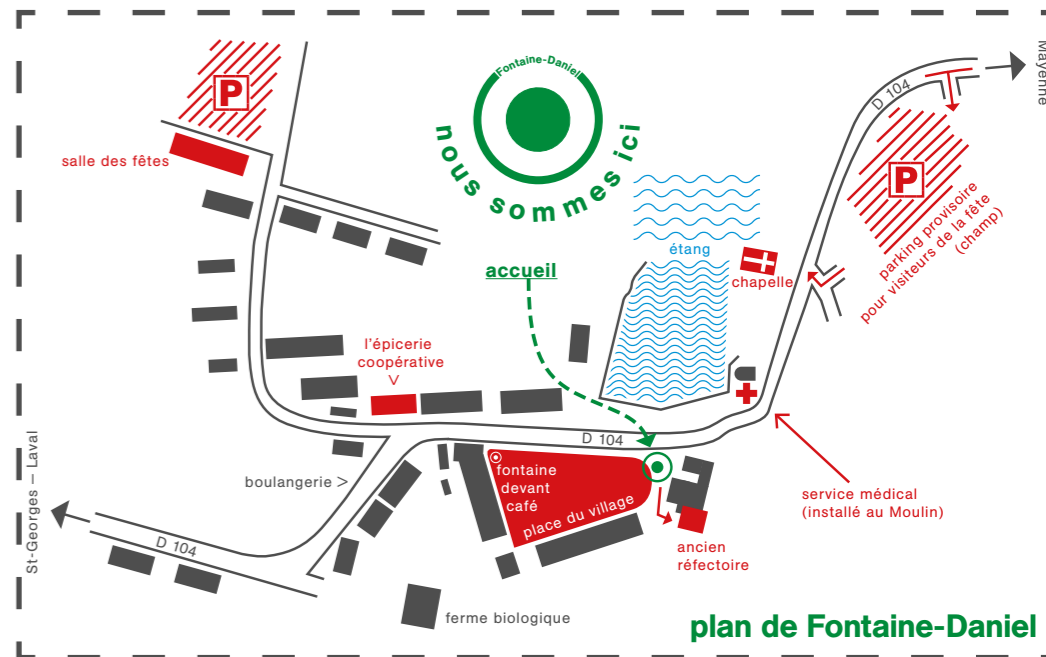 Fontaine-Daniel
nous sommes ici
Mayenne
D 104
P
P
salle des fêtes
parking provisoire
pour visiteurs de la fête
(champ)
étang
accueil
chapelle
l'épicerie
coopérative
>
D 104
St-Georges — Laval
boulangerie >
fontaine
devant
café
place du village
service médical
(installé au Moulin)
D 104
ancien
réfectoire
ferme biologique
plan de Fontaine-Daniel